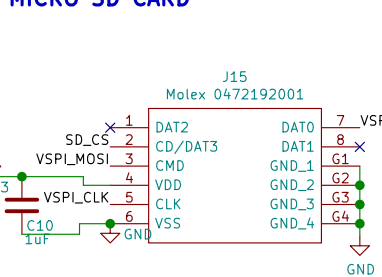 MICRO SD CARD
J15
Molex 0472192001
1 DAT2 DAT0 7 VSP
SD_CS 2 CD/DAT3 DAT1 8
VSPI_MOSI 3 CMD GND_1 G1
4 VDD GND_2 G2
3
VSPI_CLK 5 CLK GND_3 G3
6 VSS GND_4 G4
C10 GND
1uF
GND